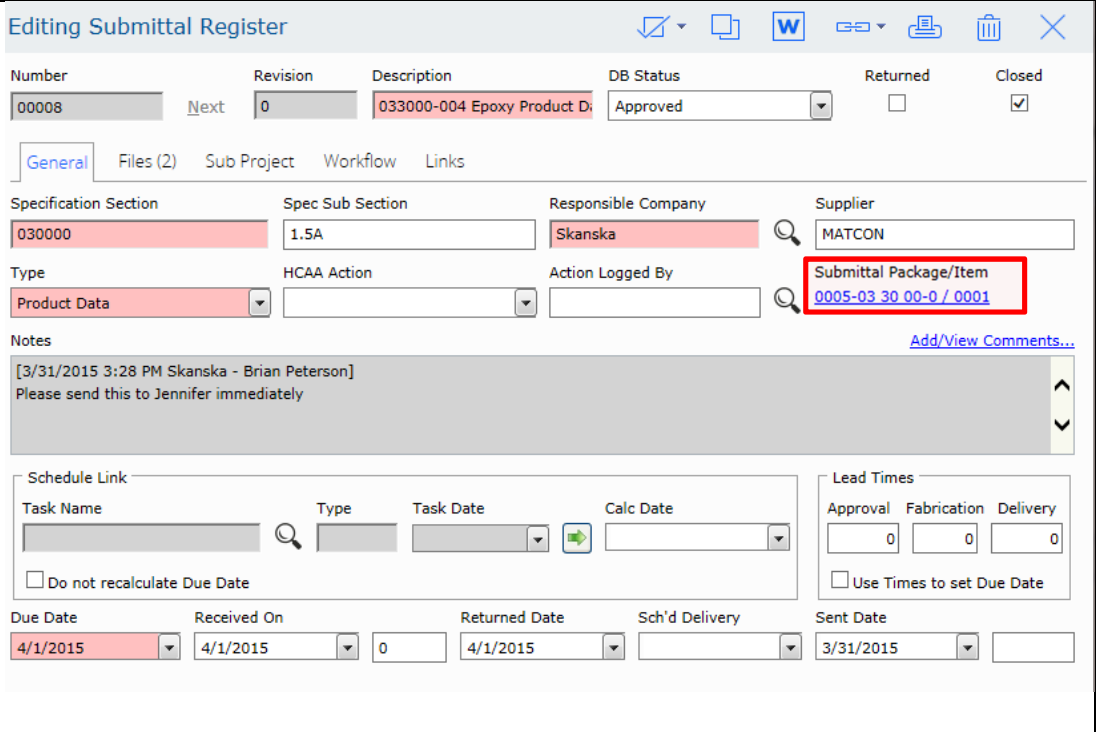 Editing Submittal Register
W
Number Revision Description DB Status Returned Closed
00008 Next 0 033000-004 Epoxy Product Da Approved
General Files (2) Sub Project Workflow Links
Specification Section Spec Sub Section Responsible Company Supplier
030000 1.5A Skanska MATCON
Type HCAA Action Action Logged By Submittal Package/Item
Product Data 0005-03 30 00-0 / 0001
Notes Add/View Comments...
[3/31/2015 3:28 PM Skanska - Brian Peterson]
Please send this to Jennifer immediately
Schedule Link Lead Times
Task Name Type Task Date Calc Date Approval Fabrication Delivery
0 0 0
Do not recalculate Due Date Use Times to set Due Date
Due Date Received On Returned Date Sch'd Delivery Sent Date
4/1/2015 4/1/2015 0 4/1/2015 3/31/2015